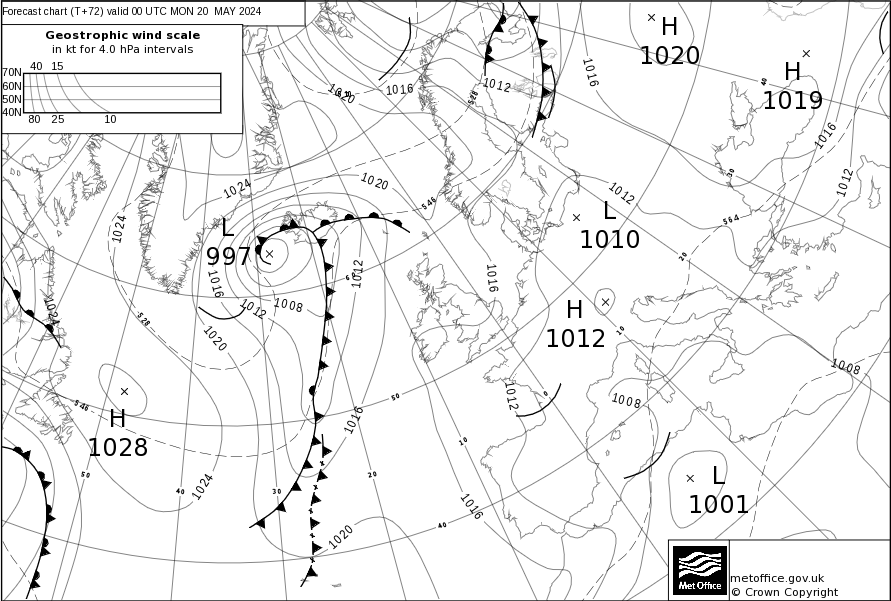 Forecast chart (T+72) valid 00 UTC MON 20 MAY 2024
Geostrophic wind scale
in kt for 4.0 hPa intervals
40 15
70N
60N
50N
40N
80 25 10
H
1020
H
1019
1020
1016
1012
1016
528
40
1016
30
1012
1024
1020
546
1012
564
1024
L
997
L
1010
20
1016
1012
1016
60
1012
1008
H
1012
1024
528
1020
10
1008
H
1028
546
50
1012
0
1008
1016
10
50
40
1024
30
20
L
1001
1016
40
1020
Met Office
metoffice.gov.uk
© Crown Copyright